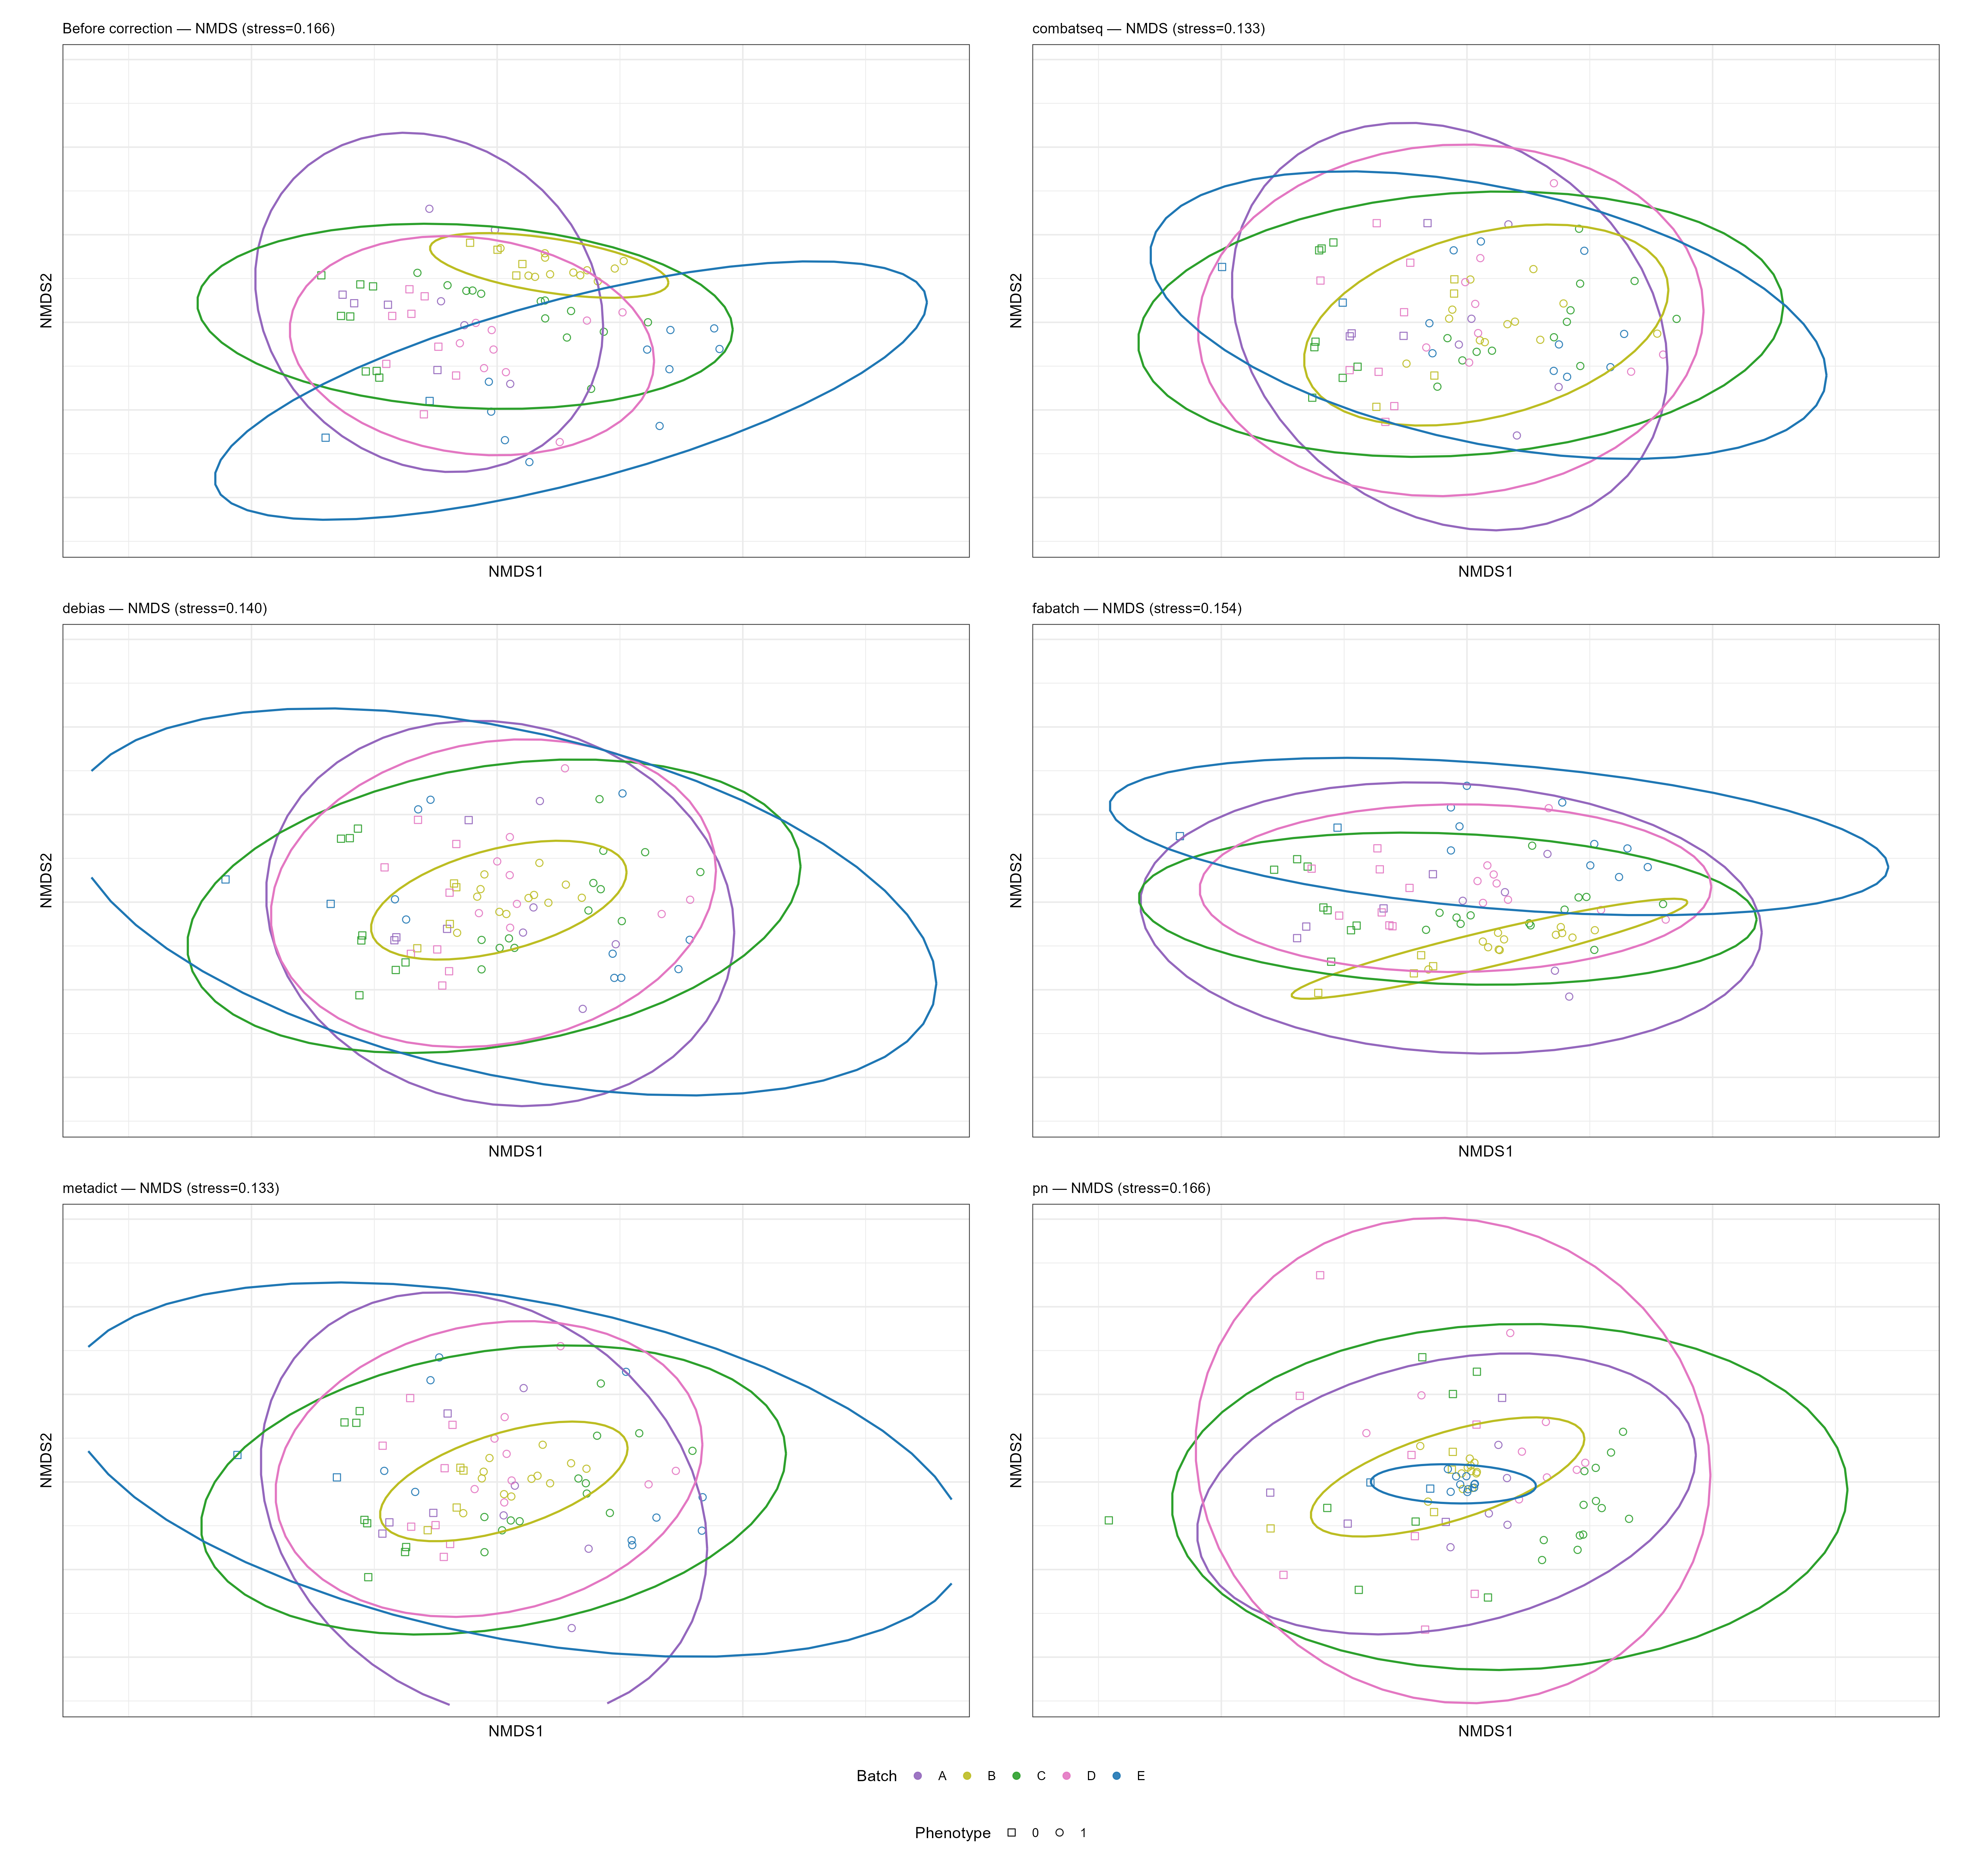 Before correction — NMDS (stress=0.166)
combatseq — NMDS (stress=0.133)
NMDS2
NMDS1
NMDS2
NMDS1
debias — NMDS (stress=0.140)
fabatch — NMDS (stress=0.154)
NMDS2
NMDS1
NMDS2
NMDS1
metadict — NMDS (stress=0.133)
pn — NMDS (stress=0.166)
NMDS2
NMDS1
NMDS2
NMDS1
Batch A B C D E
Phenotype 0 1